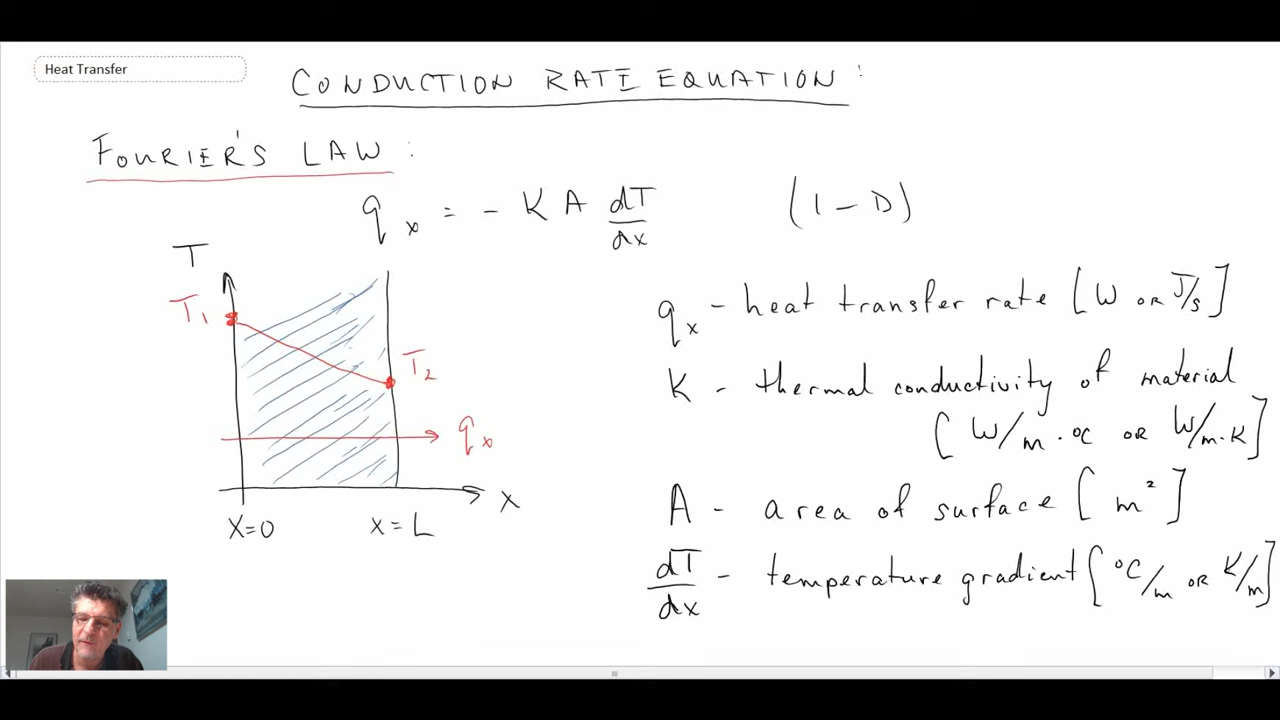 Heat Transfer
CONDUCTION RATE EQUATION :
FOURIER'S LAW :
q x = - K A dT/dx (1-D)
T
T1
T2
qx
x
x=0 x=L
qx - heat transfer rate [W OR J/s]
K - thermal conductivity of material
[W/m·°C OR W/m·K]
A - area of surface [m²]
dT/dx - temperature gradient [°C/m OR K/m]